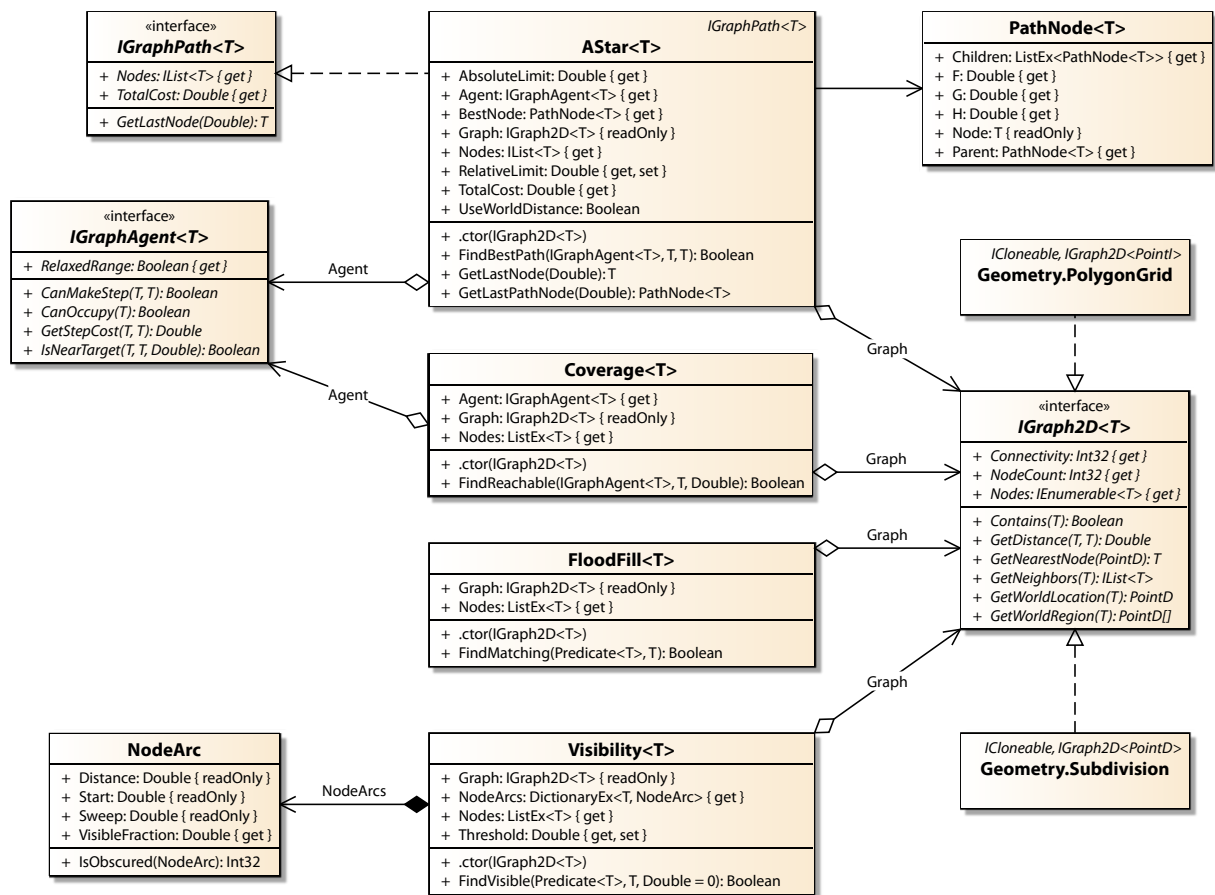 «interface»
IGraphPath<T>
+ Nodes: IList<T> { get }
+ TotalCost: Double { get }
+ GetLastNode(Double): T
IGraphPath<T>
AStar<T>
+ AbsoluteLimit: Double { get }
+ Agent: IGraphAgent<T> { get }
+ BestNode: PathNode<T> { get }
+ Graph: IGraph2D<T> { readOnly }
+ Nodes: IList<T> { get }
+ RelativeLimit: Double { get, set }
+ TotalCost: Double { get }
+ UseWorldDistance: Boolean
+ .ctor(IGraph2D<T>)
+ FindBestPath(IGraphAgent<T>, T, T): Boolean
+ GetLastNode(Double): T
+ GetLastPathNode(Double): PathNode<T>
PathNode<T>
+ Children: ListEx<PathNode<T>> { get }
+ F: Double { get }
+ G: Double { get }
+ H: Double { get }
+ Node: T { readOnly }
+ Parent: PathNode<T> { get }
«interface»
IGraphAgent<T>
+ RelaxedRange: Boolean { get }
+ CanMakeStep(T, T): Boolean
+ CanOccupy(T): Boolean
+ GetStepCost(T, T): Double
+ IsNearTarget(T, T, Double): Boolean
Agent
Agent
Graph
ICloneable, IGraph2D<PointI>
Geometry.PolygonGrid
Coverage<T>
+ Agent: IGraphAgent<T> { get }
+ Graph: IGraph2D<T> { readOnly }
+ Nodes: ListEx<T> { get }
+ .ctor(IGraph2D<T>)
+ FindReachable(IGraphAgent<T>, T, Double): Boolean
Graph
«interface»
IGraph2D<T>
+ Connectivity: Int32 { get }
+ NodeCount: Int32 { get }
+ Nodes: IEnumerable<T> { get }
+ Contains(T): Boolean
+ GetDistance(T, T): Double
+ GetNearestNode(PointD): T
+ GetNeighbors(T): IList<T>
+ GetWorldLocation(T): PointD
+ GetWorldRegion(T): PointD[]
FloodFill<T>
+ Graph: IGraph2D<T> { readOnly }
+ Nodes: ListEx<T> { get }
+ .ctor(IGraph2D<T>)
+ FindMatching(Predicate<T>, T): Boolean
Graph
Graph
NodeArc
+ Distance: Double { readOnly }
+ Start: Double { readOnly }
+ Sweep: Double { readOnly }
+ VisibleFraction: Double { get }
+ IsObscured(NodeArc): Int32
NodeArcs
Visibility<T>
+ Graph: IGraph2D<T> { readOnly }
+ NodeArcs: DictionaryEx<T, NodeArc> { get }
+ Nodes: ListEx<T> { get }
+ Threshold: Double { get, set }
+ .ctor(IGraph2D<T>)
+ FindVisible(Predicate<T>, T, Double = 0): Boolean
ICloneable, IGraph2D<PointD>
Geometry.Subdivision